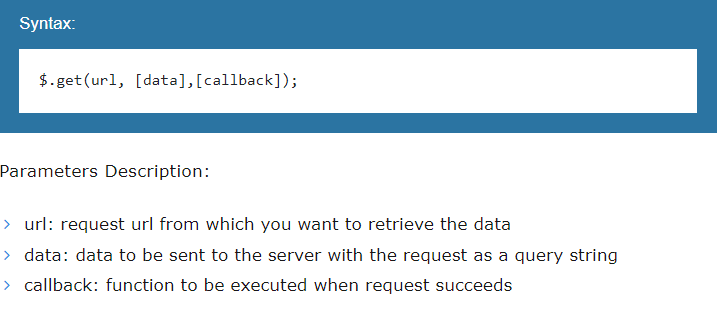 Syntax:
$.get(url, [data],[callback]);
Parameters Description:
url: request url from which you want to retrieve the data
data: data to be sent to the server with the request as a query string
callback: function to be executed when request succeeds